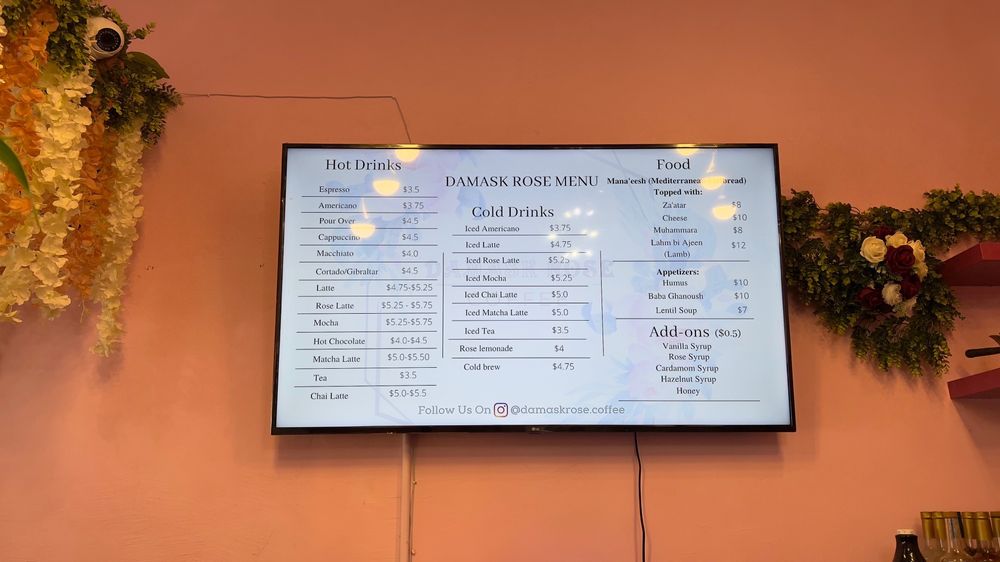 Hot Drinks
Espresso $3.5
Americano $3.75
Pour Over $4.5
Cappuccino $4.5
Macchiato $4.0
Cortado/Gibraltar $4.5
Latte $4.75-$5.25
Rose Latte $5.25 - $5.75
Mocha $5.25-$5.75
Hot Chocolate $4.0-$4.5
Matcha Latte $5.0-$5.50
Tea $3.5
Chai Latte $5.0-$5.5
DAMASK ROSE MENU
Cold Drinks
Iced Americano $3.75
Iced Latte $4.75
Iced Rose Latte $5.25
Iced Mocha $5.25
Iced Chai Latte $5.0
Iced Matcha Latte $5.0
Iced Tea $3.5
Rose lemonade $4
Cold brew $4.75
Food
Mana'eesh (Mediterranea
Topped with:
Za'atar $8
Cheese $10
Muhammara $8
Lahm bi Ajeen $12
(Lamb)
Appetizers:
Humus $10
Baba Ghanoush $10
Lentil Soup $7
Add-ons ($0.5)
Vanilla Syrup
Rose Syrup
Cardamom Syrup
Hazelnut Syrup
Honey
Follow Us On @damaskrose.coffee
LG